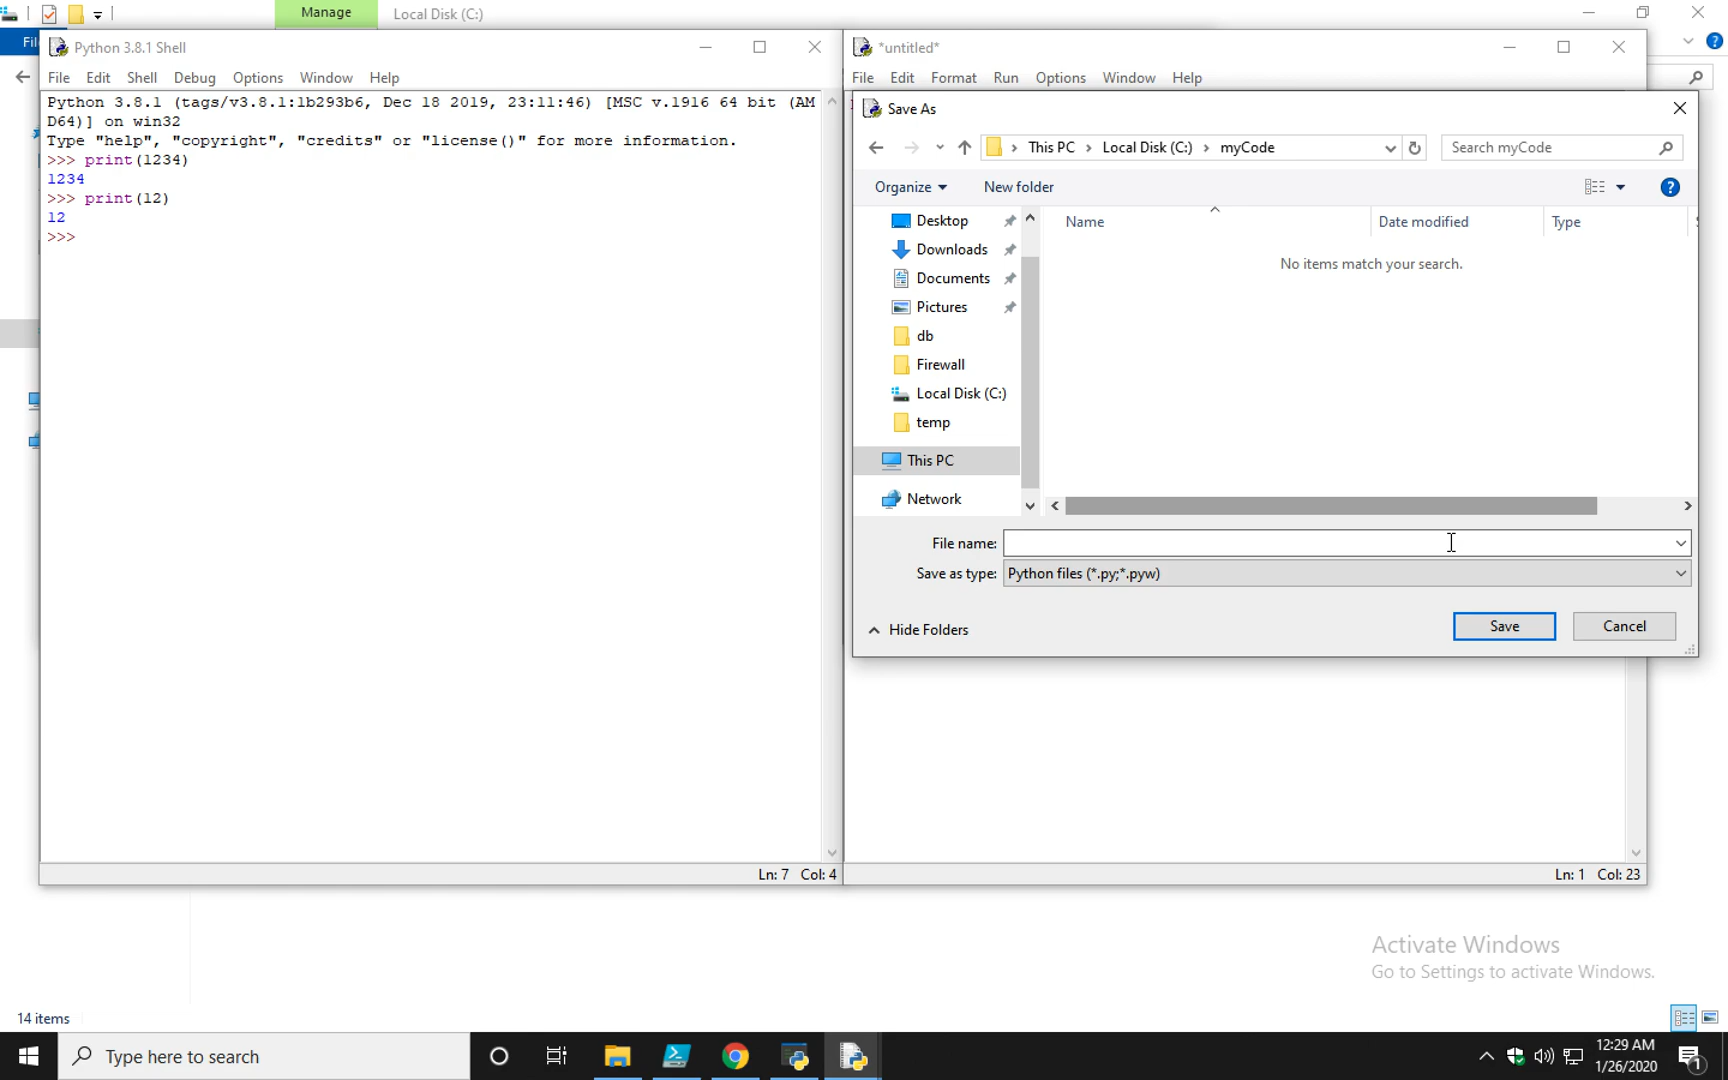 Manage
Local Disk (C:)
Python 3.8.1 Shell
File Edit Shell Debug Options Window Help
Python 3.8.1 (tags/v3.8.1:1b293b6, Dec 18 2019, 23:11:46) [MSC v.1916 64 bit (AM
D64)] on win32
Type "help", "copyright", "credits" or "license()" for more information.
>>> print(1234)
1234
>>> print(12)
12
>>>
Ln: 7 Col: 4
*untitled*
File Edit Format Run Options Window Help
Save As
This PC > Local Disk (C:) > myCode
Search myCode
Organize New folder
Name Date modified Type
No items match your search.
Desktop
Downloads
Documents
Pictures
db
Firewall
Local Disk (C:)
temp
This PC
Network
File name:
Save as type: Python files (*.py;*.pyw)
Hide Folders
Save Cancel
Ln: 1 Col: 23
Activate Windows
Go to Settings to activate Windows.
14 items
Type here to search
12:29 AM
1/26/2020
1